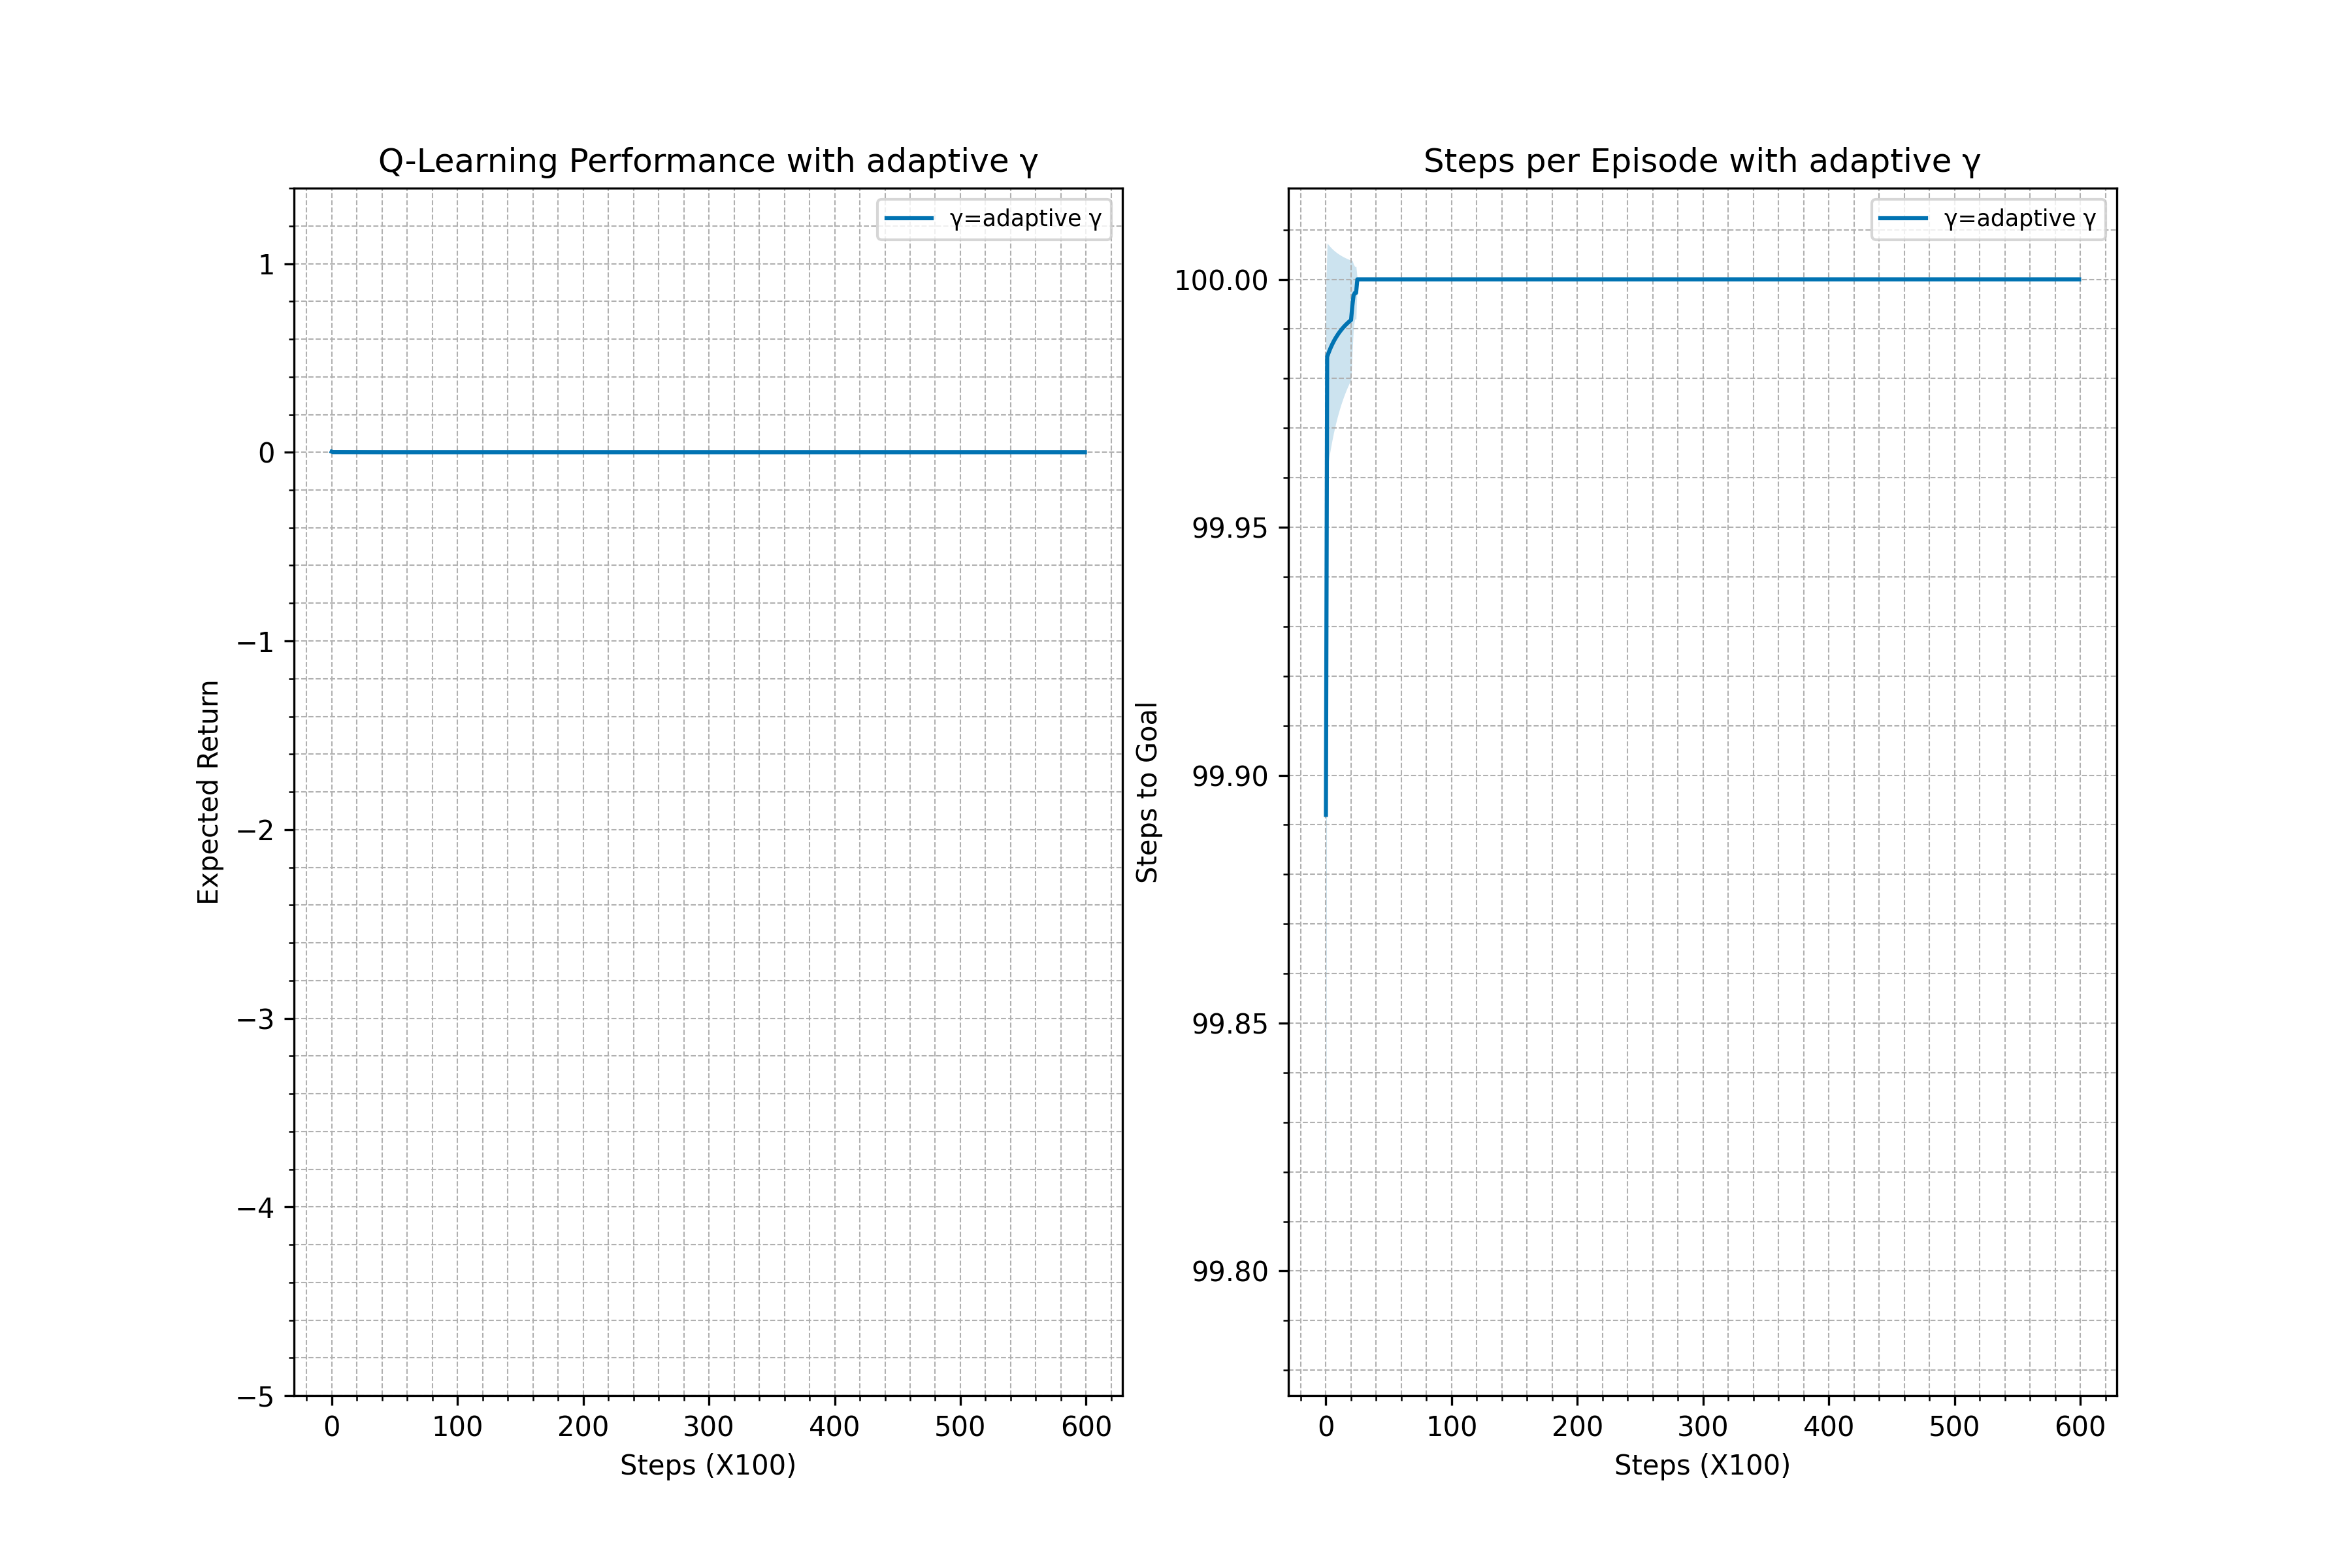 Q-Learning Performance with adaptive γ
γ=adaptive γ
Expected Return
1
0
−1
−2
−3
−4
−5
0 100 200 300 400 500 600
Steps (X100)
Steps per Episode with adaptive γ
γ=adaptive γ
Steps to Goal
100.00
99.95
99.90
99.85
99.80
0 100 200 300 400 500 600
Steps (X100)